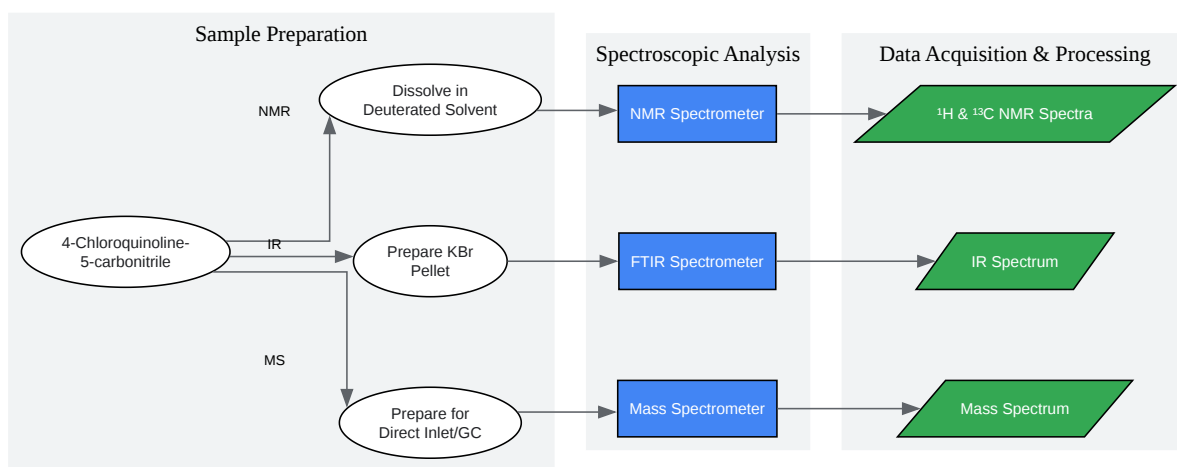 Sample Preparation
Spectroscopic Analysis
Data Acquisition & Processing
NMR
Dissolve in
Deuterated Solvent
NMR Spectrometer
¹H & ¹³C NMR Spectra
4-Chloroquinoline-
5-carbonitrile
IR
Prepare KBr
Pellet
FTIR Spectrometer
IR Spectrum
MS
Prepare for
Direct Inlet/GC
Mass Spectrometer
Mass Spectrum